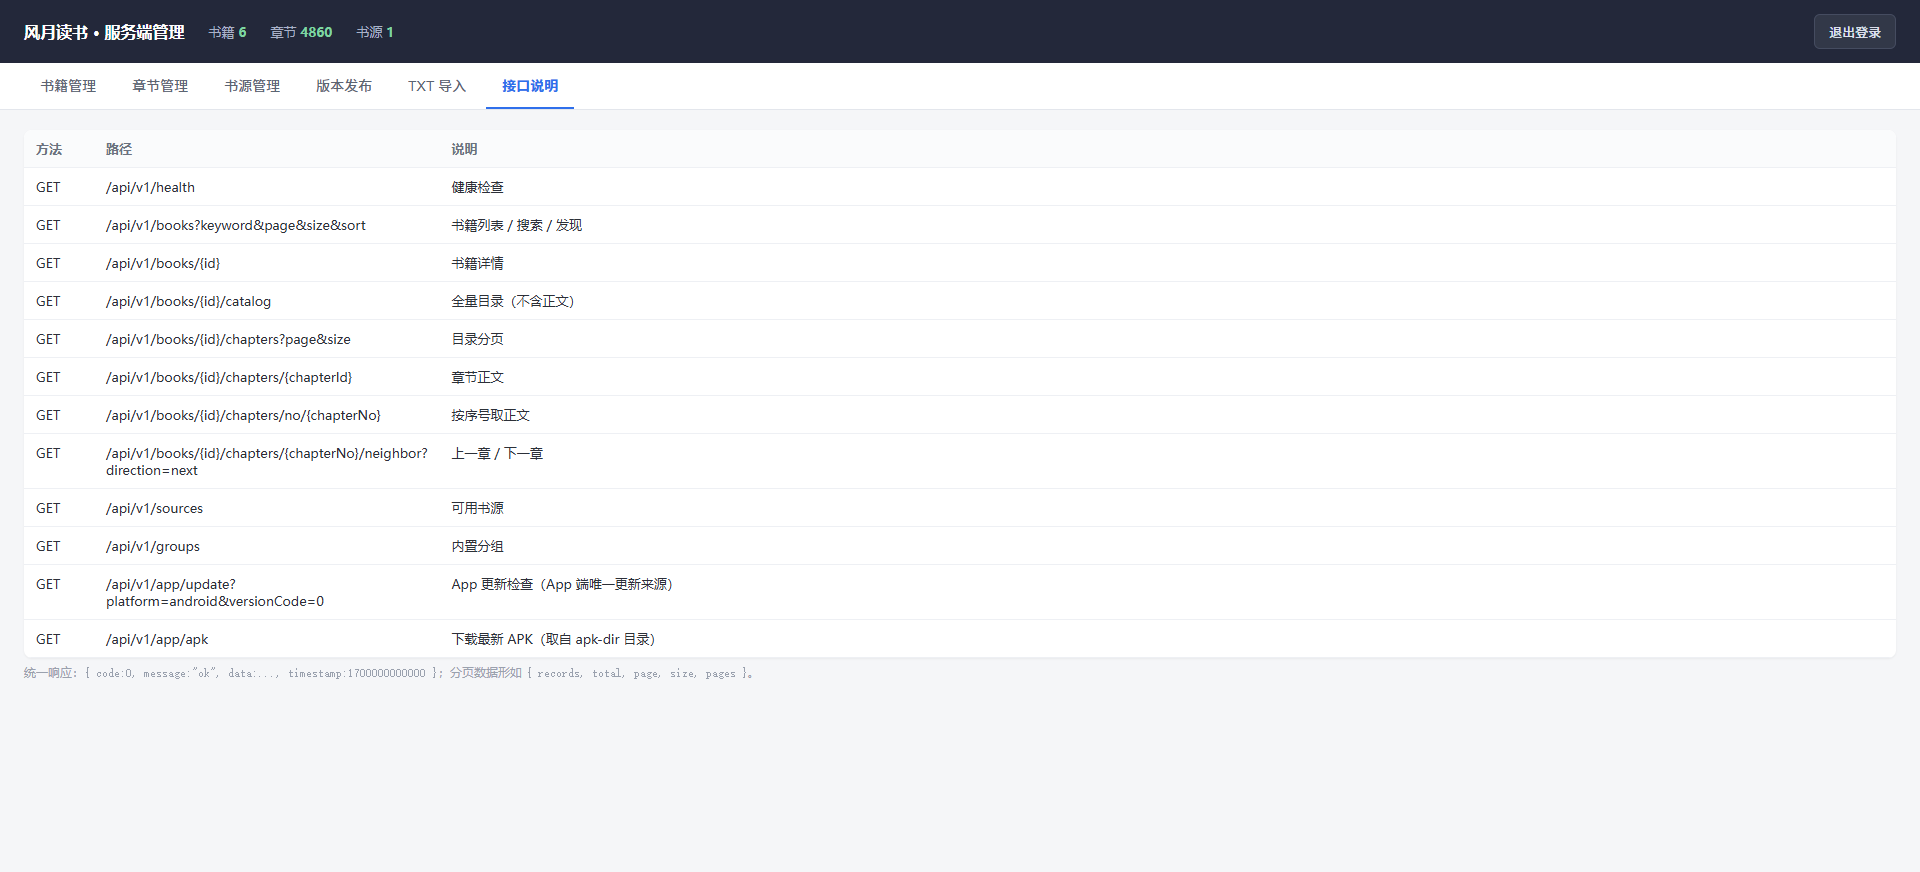 风月读书 • 服务端管理 书籍 6 章节 4860 书源 1 退出登录
书籍管理 章节管理 书源管理 版本发布 TXT 导入 接口说明
方法 路径 说明
GET /api/v1/health 健康检查
GET /api/v1/books?keyword&page&size&sort 书籍列表 / 搜索 / 发现
GET /api/v1/books/{id} 书籍详情
GET /api/v1/books/{id}/catalog 全量目录（不含正文）
GET /api/v1/books/{id}/chapters?page&size 目录分页
GET /api/v1/books/{id}/chapters/{chapterId} 章节正文
GET /api/v1/books/{id}/chapters/no/{chapterNo} 按序号取正文
GET /api/v1/books/{id}/chapters/{chapterNo}/neighbor? 上一章 / 下一章
direction=next
GET /api/v1/sources 可用书源
GET /api/v1/groups 内置分组
GET /api/v1/app/update? App 更新检查（App 端唯一更新来源）
platform=android&versionCode=0
GET /api/v1/app/apk 下载最新 APK（取自 apk-dir 目录）
统一响应：{ code:0, message:"ok", data:..., timestamp:1700000000000 }；分页数据形如 { records, total, page, size, pages }。